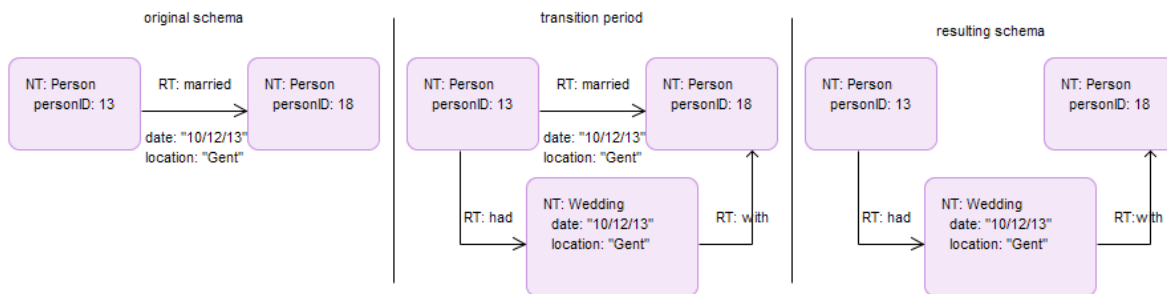 original schema
NT: Person
personID: 13
RT: married
date: "10/12/13"
location: "Gent"
NT: Person
personID: 18
transition period
NT: Person
personID: 13
RT: married
date: "10/12/13"
location: "Gent"
NT: Person
personID: 18
RT: had
NT: Wedding
date: "10/12/13"
location: "Gent"
RT: with
resulting schema
NT: Person
personID: 13
NT: Person
personID: 18
RT: had
NT: Wedding
date: "10/12/13"
location: "Gent"
RT:with